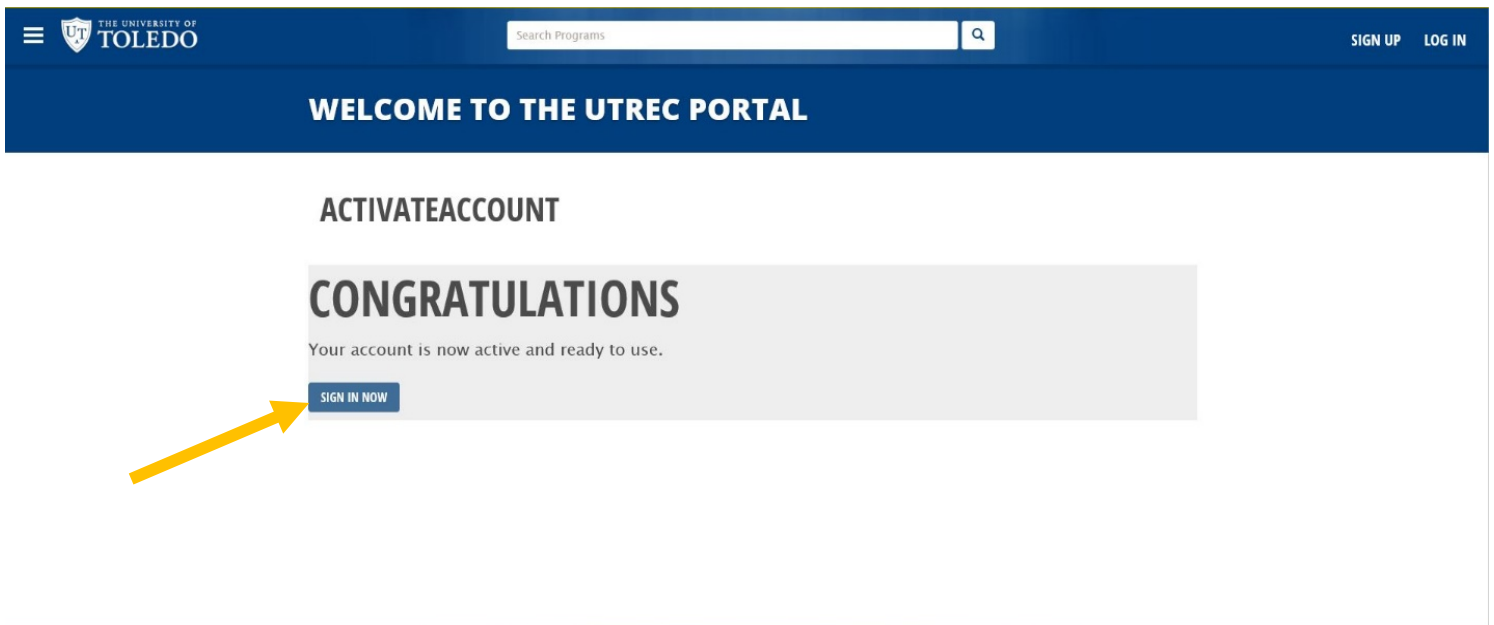 THE UNIVERSITY OF
UT TOLEDO
Search Programs
SIGN UP LOG IN
WELCOME TO THE UTREC PORTAL
ACTIVATEACCOUNT
CONGRATULATIONS
Your account is now active and ready to use.
SIGN IN NOW